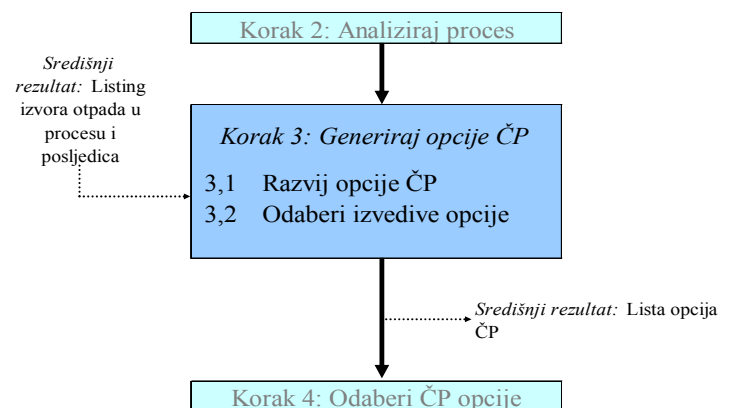 Korak 2: Analiziraj proces
Središnji
rezultat: Listing
izvora otpada u
procesu i
posljedica
Korak 3: Generiraj opcije ČP
3,1 Razvij opcije ČP
3,2 Odaberi izvedive opcije
Središnji rezultat: Lista opcija
ČP
Korak 4: Odaberi ČP opcije